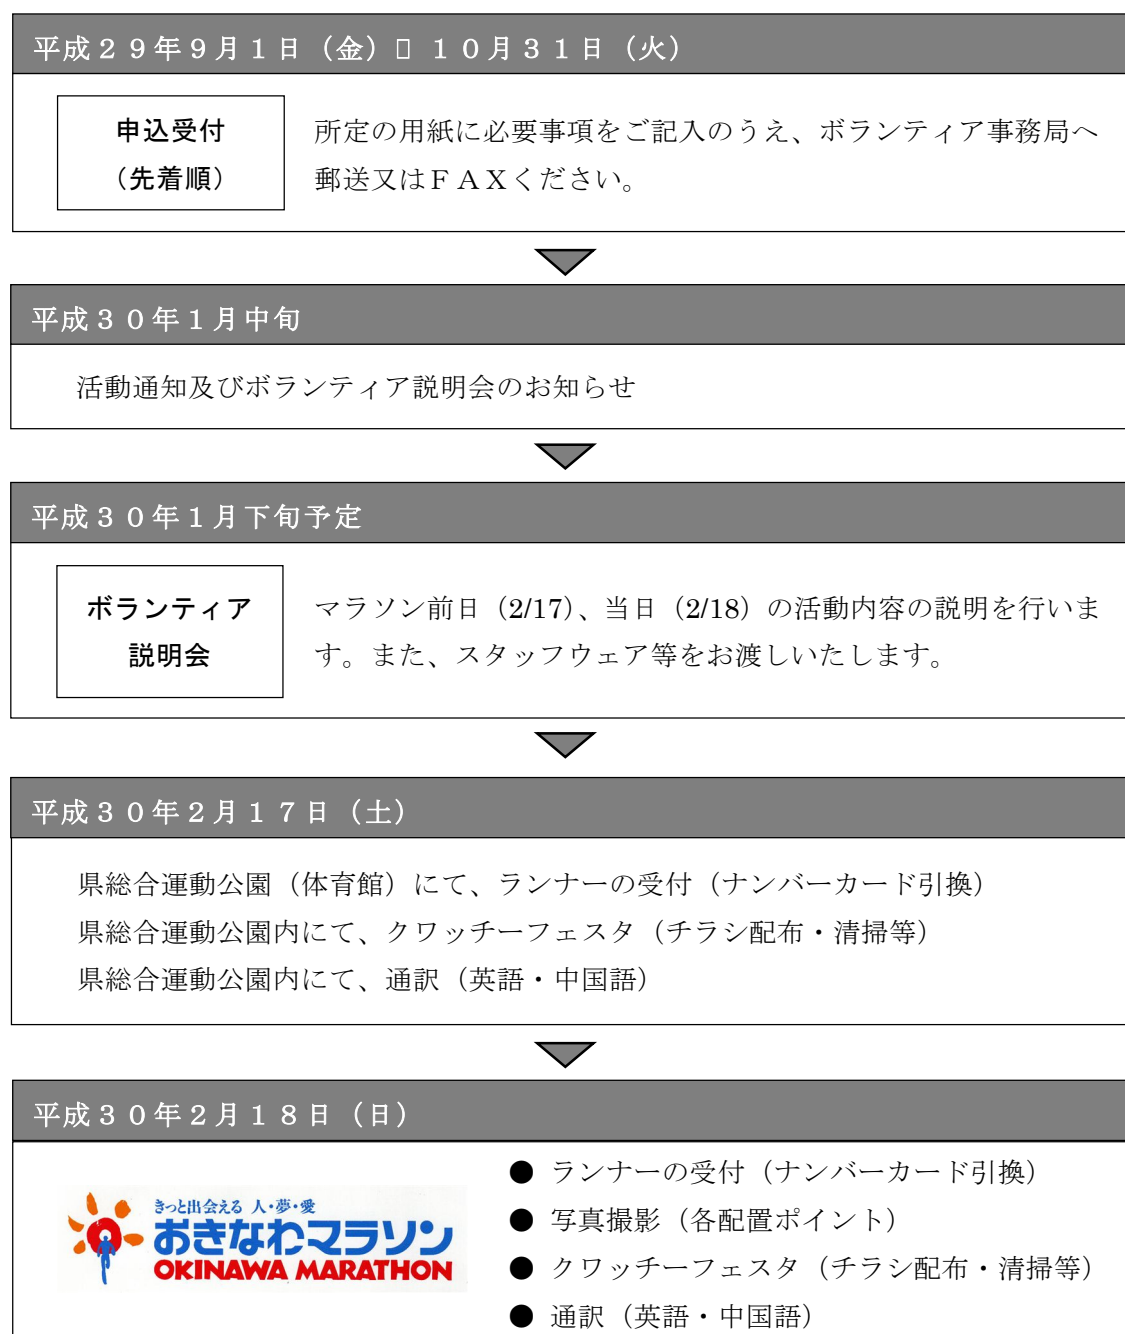 平成２９年９月１日（金）▯ １０月３１日（火）
申込受付
（先着順）
所定の用紙に必要事項をご記入のうえ、ボランティア事務局へ
郵送又はＦＡＸください。
平成３０年１月中旬
活動通知及びボランティア説明会のお知らせ
平成３０年１月下旬予定
ボランティア
説明会
マラソン前日（2/17）、当日（2/18）の活動内容の説明を行いま
す。また、スタッフウェア等をお渡しいたします。
平成３０年２月１７日（土）
県総合運動公園（体育館）にて、ランナーの受付（ナンバーカード引換）
県総合運動公園内にて、クワッチーフェスタ（チラシ配布・清掃等）
県総合運動公園内にて、通訳（英語・中国語）
平成３０年２月１８日（日）
きっと出会える 人・夢・愛
おきなわマラソン
OKINAWA MARATHON
● ランナーの受付（ナンバーカード引換）
● 写真撮影（各配置ポイント）
● クワッチーフェスタ（チラシ配布・清掃等）
● 通訳（英語・中国語）